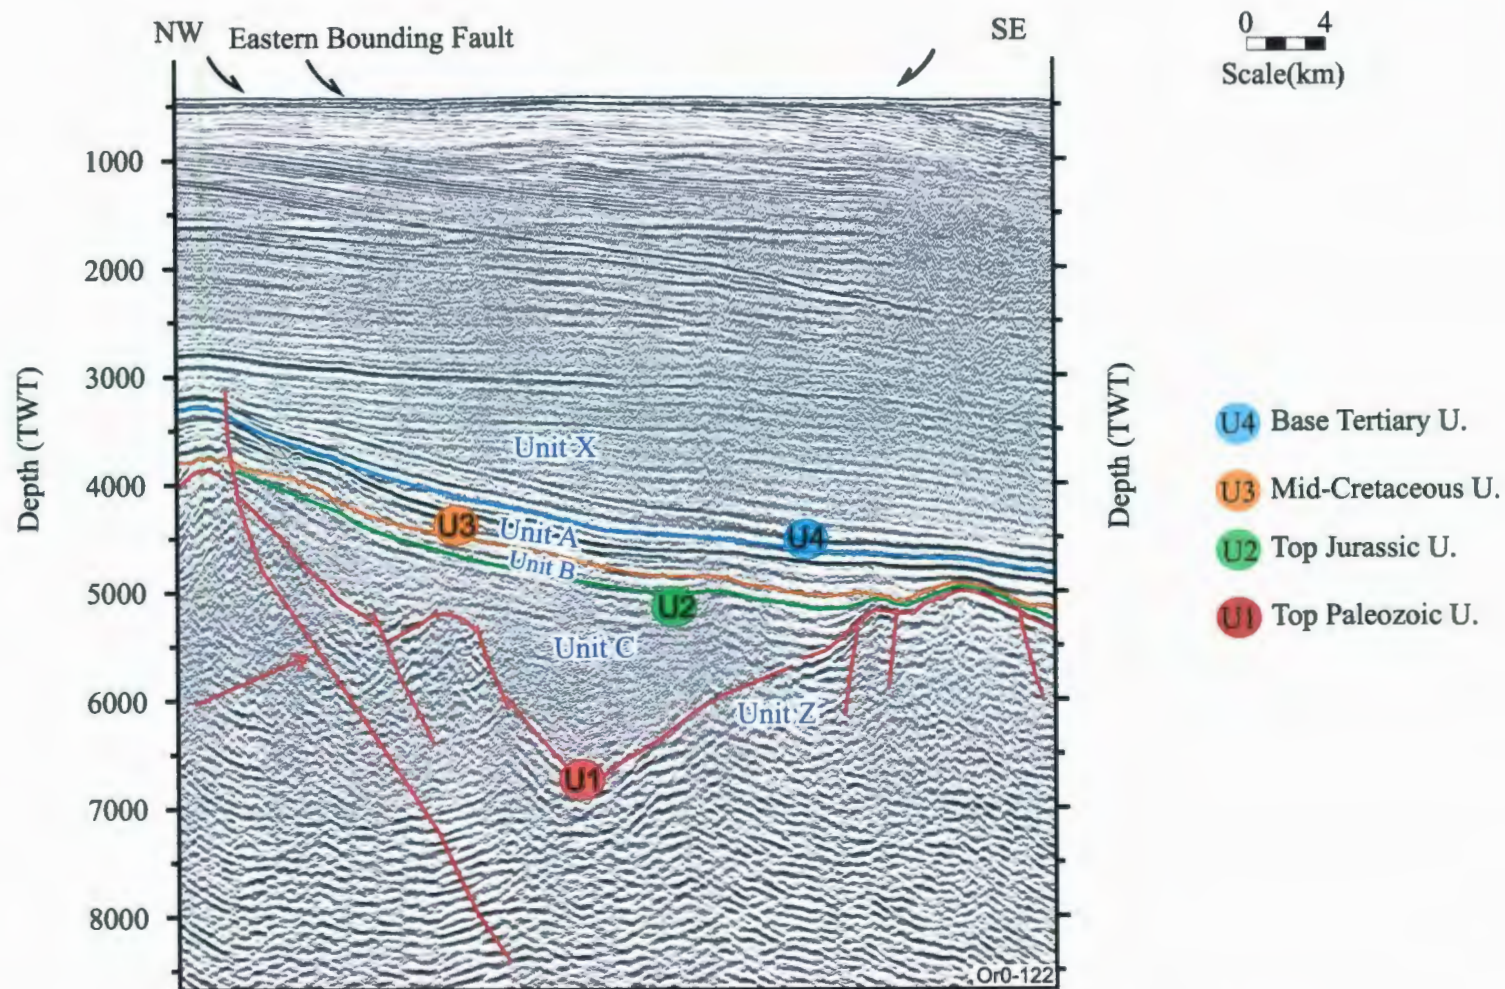 NW
Eastern Bounding Fault
SE
0 4
Scale(km)
1000
2000
3000
4000
5000
6000
7000
8000
Depth (TWT)
Depth (TWT)
Unit X
U3
Unit A
U4
Unit B
U2
Unit C
Unit Z
U1
Or0-122
U4 Base Tertiary U.
U3 Mid-Cretaceous U.
U2 Top Jurassic U.
U1 Top Paleozoic U.